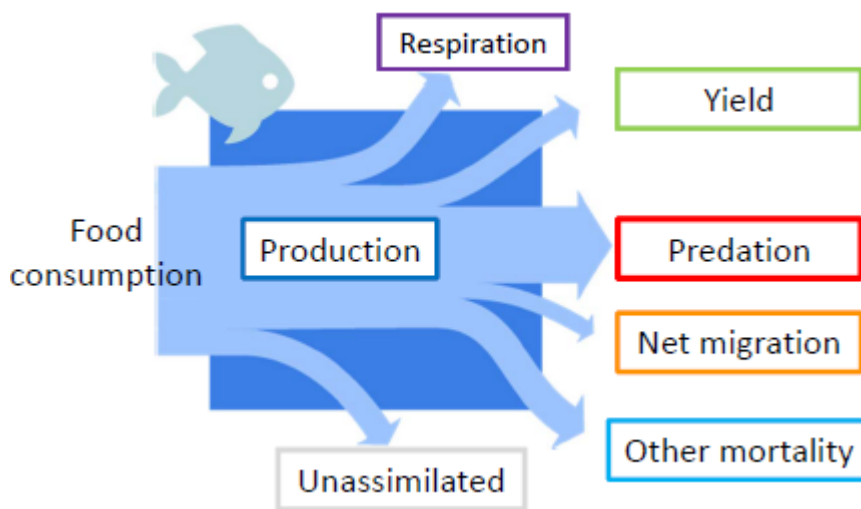 Respiration
Yield
Food
consumption
Production
Predation
Net migration
Other mortality
Unassimilated